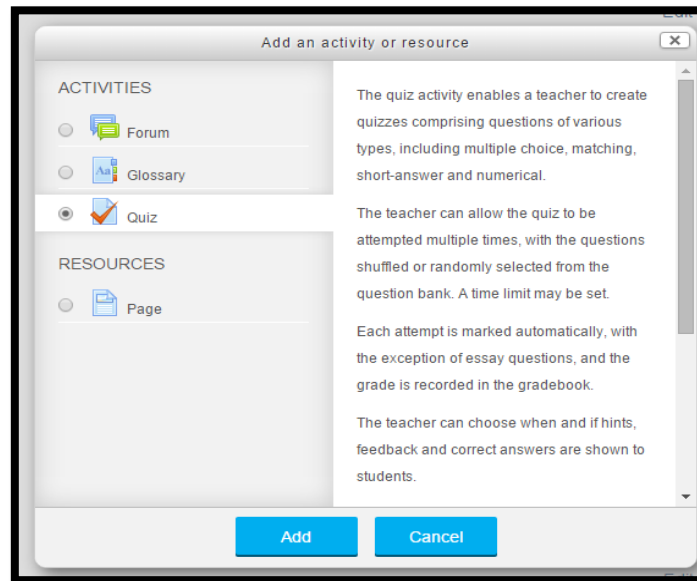 Edit
Add an activity or resource
ACTIVITIES
Forum
Aa
Glossary
Quiz
RESOURCES
Page
The quiz activity enables a teacher to create
quizzes comprising questions of various
types, including multiple choice, matching,
short-answer and numerical.
The teacher can allow the quiz to be
attempted multiple times, with the questions
shuffled or randomly selected from the
question bank. A time limit may be set.
Each attempt is marked automatically, with
the exception of essay questions, and the
grade is recorded in the gradebook.
The teacher can choose when and if hints,
feedback and correct answers are shown to
students.
Add
Cancel
Edit